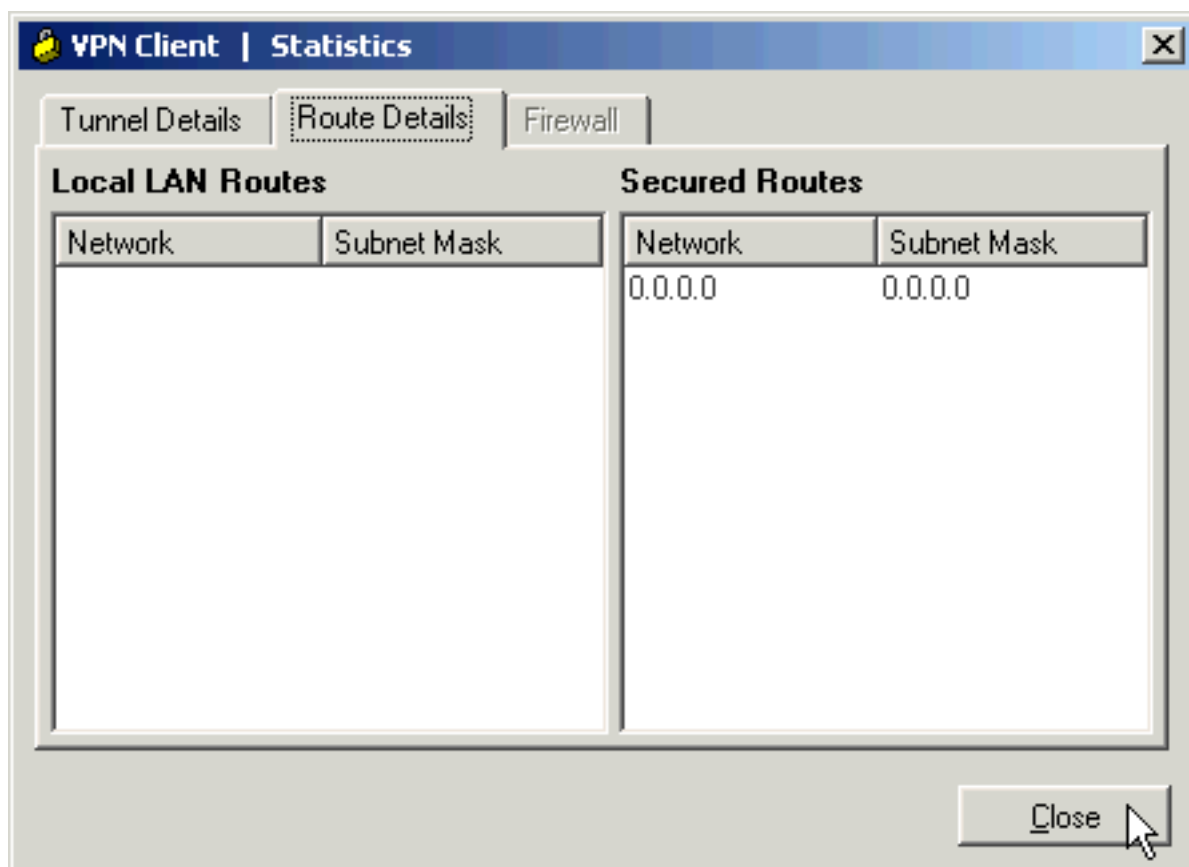 VPN Client | Statistics
Tunnel Details Route Details Firewall
Local LAN Routes Secured Routes
Network Subnet Mask Network Subnet Mask
0.0.0.0 0.0.0.0
Close